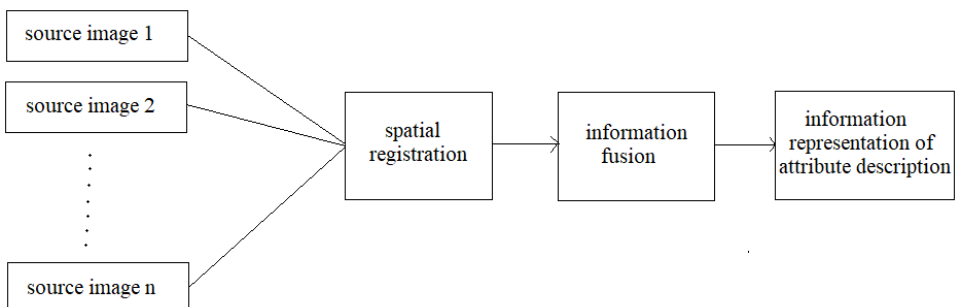 source image 1
source image 2
source image n
spatial
registration
information
fusion
information
representation of
attribute description